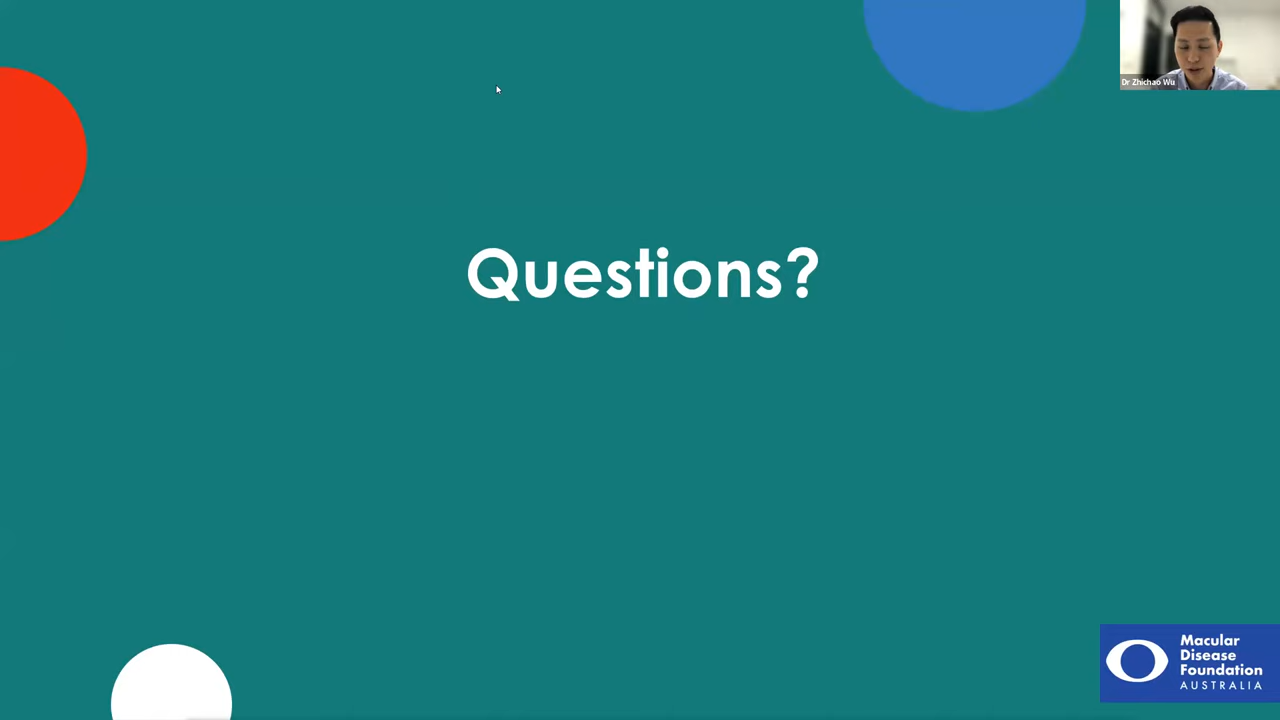 Dr Zhichao Wu
Questions?
Macular
Disease
Foundation
AUSTRALIA